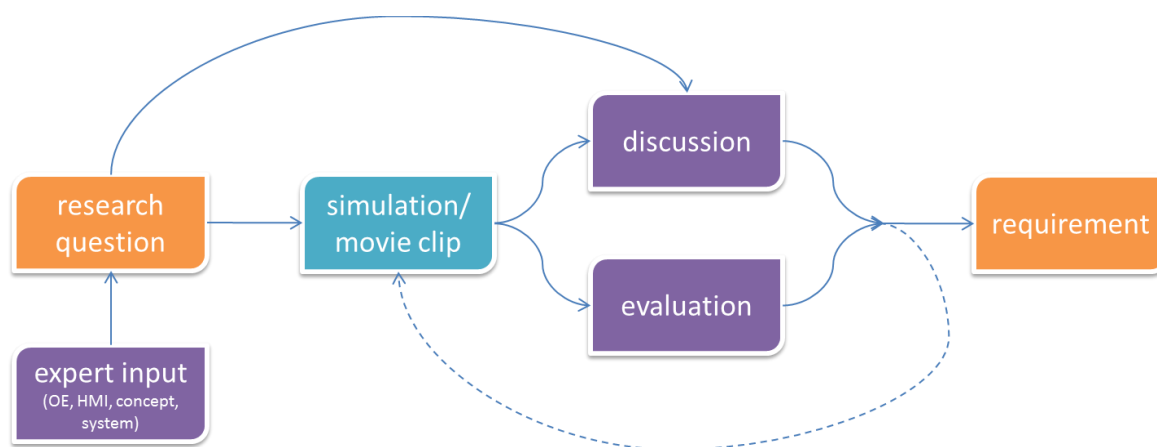 research
question
expert input
(OE, HMI, concept,
system)
simulation/
movie clip
discussion
evaluation
requirement